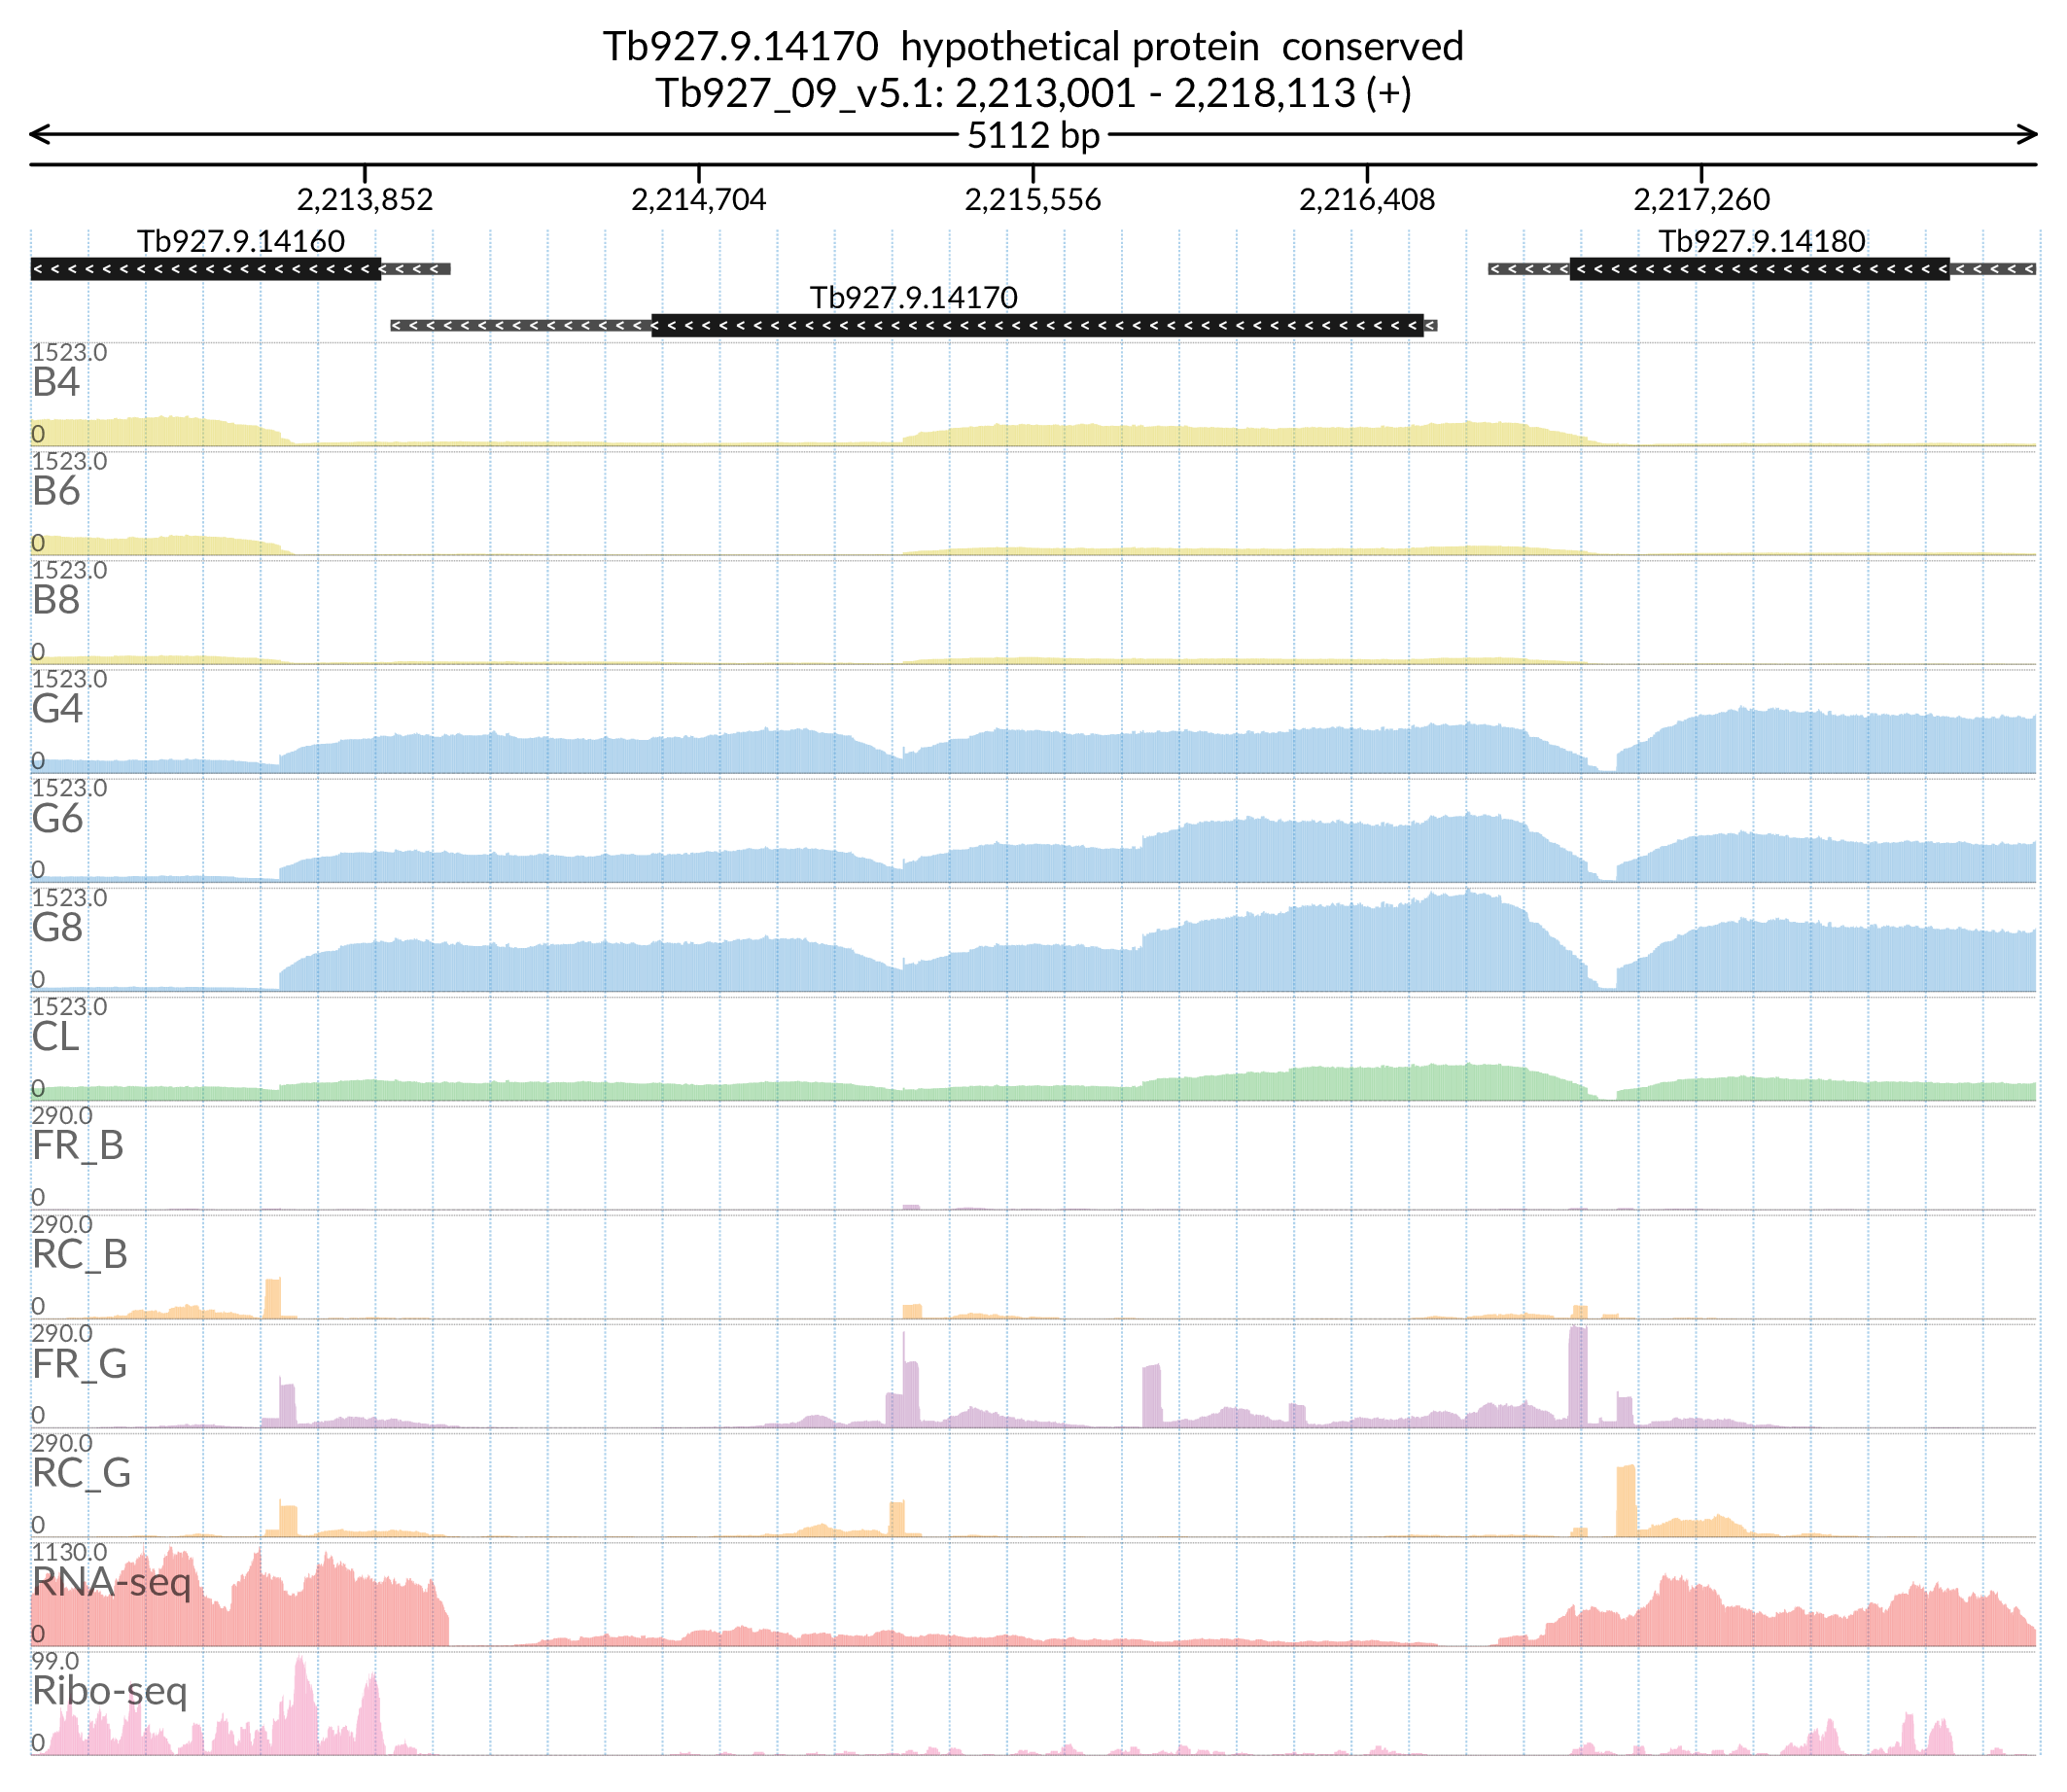 Tb927.9.14170  hypothetical protein  conserved
Tb927_09_v5.1: 2,213,001 - 2,218,113 (+)
5112 bp
2,213,852 2,214,704 2,215,556 2,216,408 2,217,260
Tb927.9.14160 Tb927.9.14180
Tb927.9.14170
1523.0
B4
0
1523.0
B6
0
1523.0
B8
0
1523.0
G4
0
1523.0
G6
0
1523.0
G8
0
1523.0
CL
0
290.0
FR_B
0
290.0
RC_B
0
290.0
FR_G
0
290.0
RC_G
0
1130.0
RNA-seq
0
99.0
Ribo-seq
0